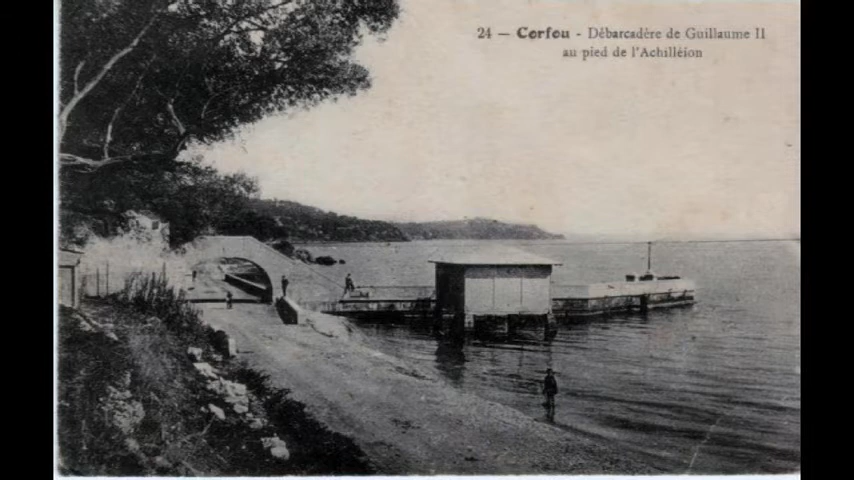 24 — Corfou - Débarcadère de Guillaume II
au pied de l'Achilléion